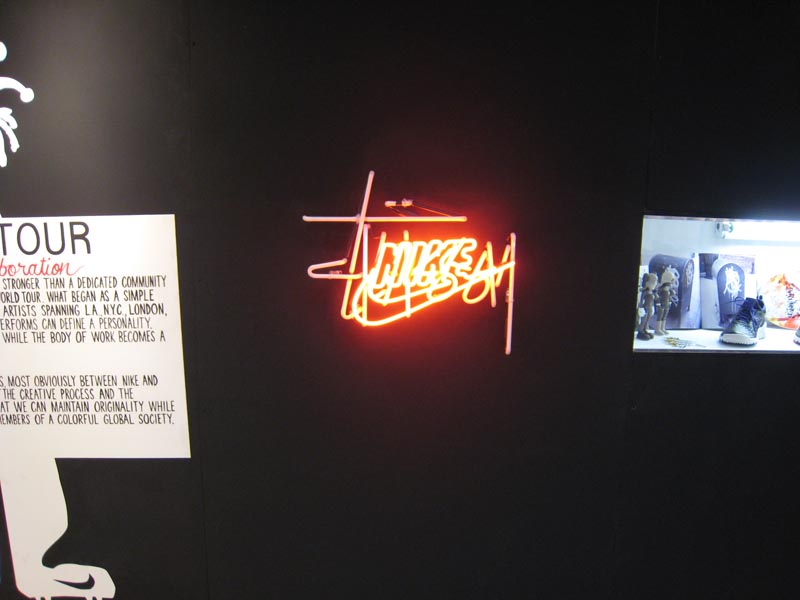 TOUR
boration
STRONGER THAN A DEDICATED COMMUNITY
ORLD TOUR. WHAT BEGAN AS A SIMPLE
ARTISTS SPANNING LA, NYC, LONDON,
ERFORMS CAN DEFINE A PERSONALITY.
WHILE THE BODY OF WORK BECOMES A
S, MOST OBVIOUSLY BETWEEN NIKE AND
THE CREATIVE PROCESS AND THE
AT WE CAN MAINTAIN ORIGINALITY WHILE
EMBERS OF A COLORFUL GLOBAL SOCIETY.
NIKE